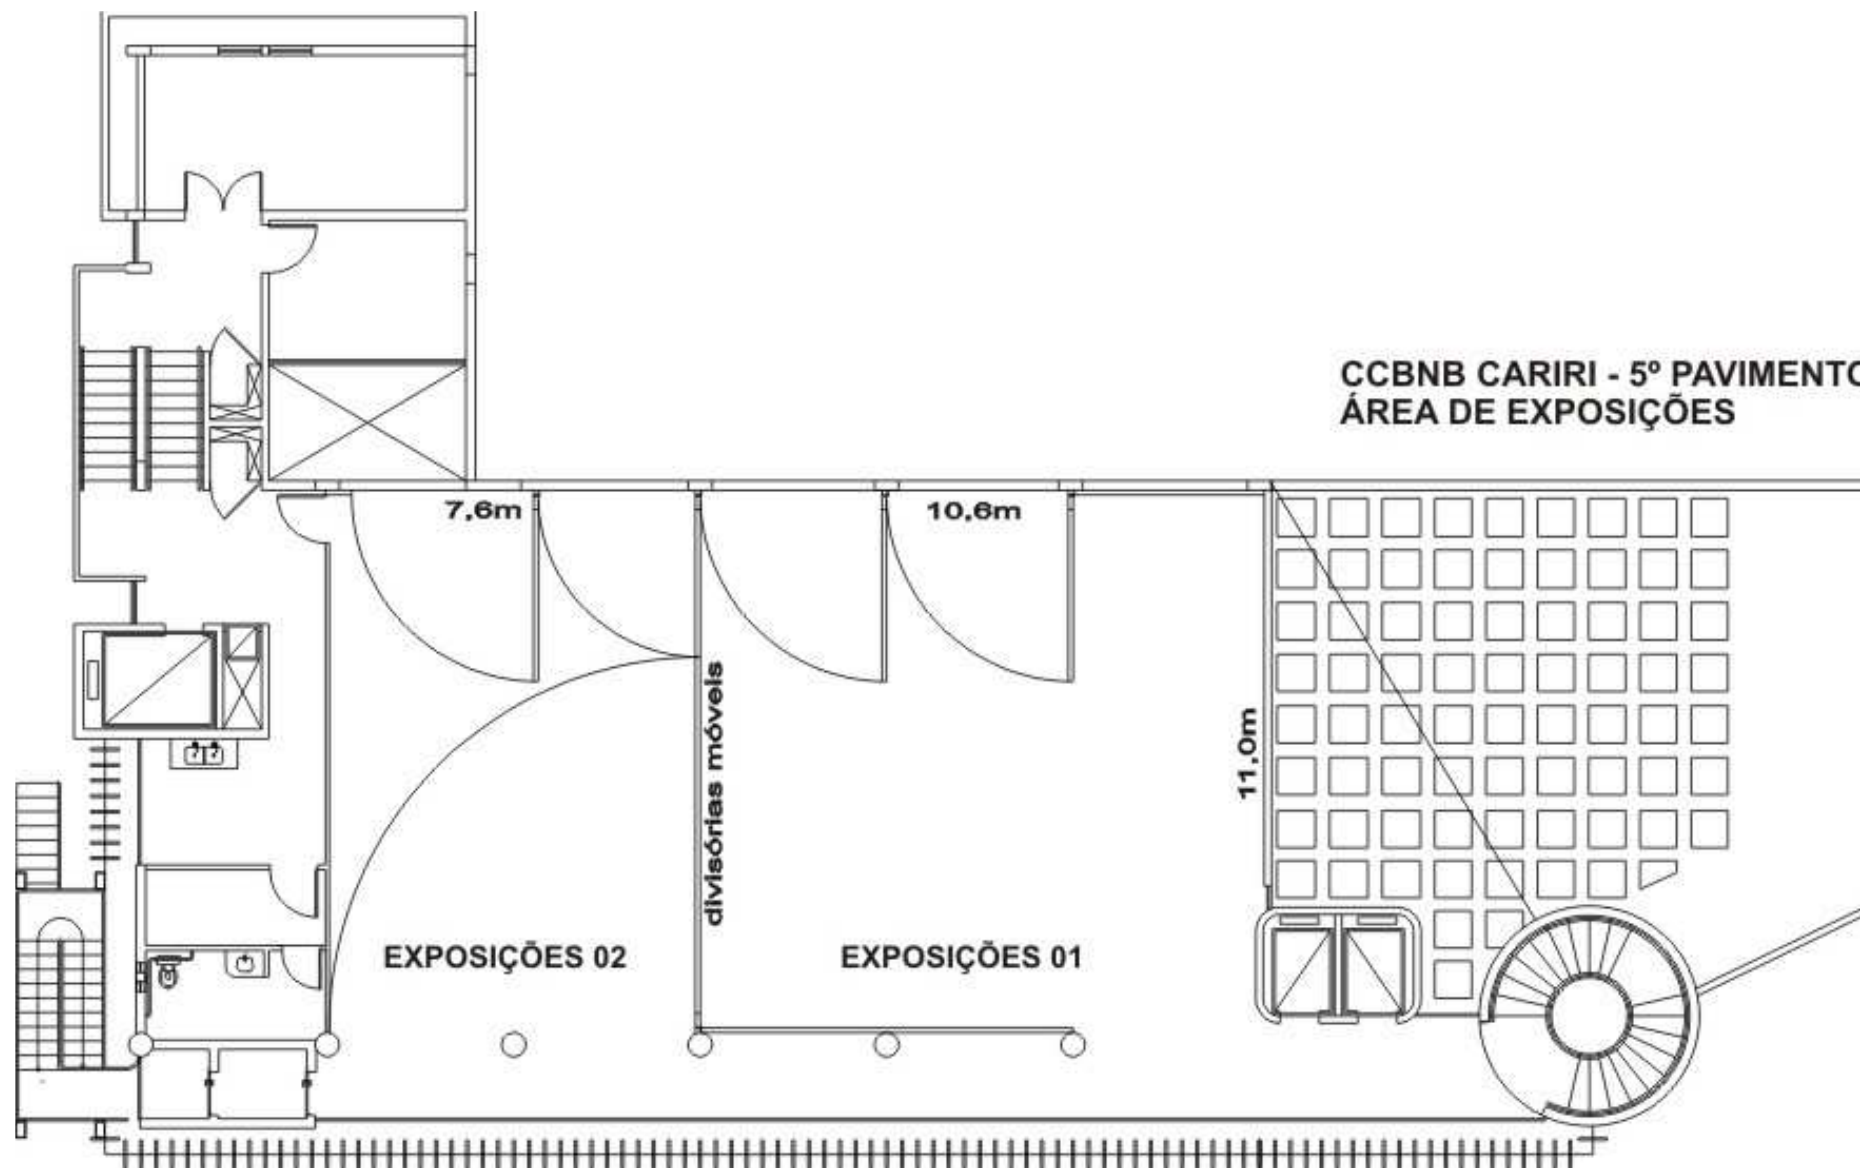 CCBNB CARIRI - 5º PAVIMENTO
ÁREA DE EXPOSIÇÕES
7,6m
10,6m
divisórias móveis
11,0m
EXPOSIÇÕES 02
EXPOSIÇÕES 01